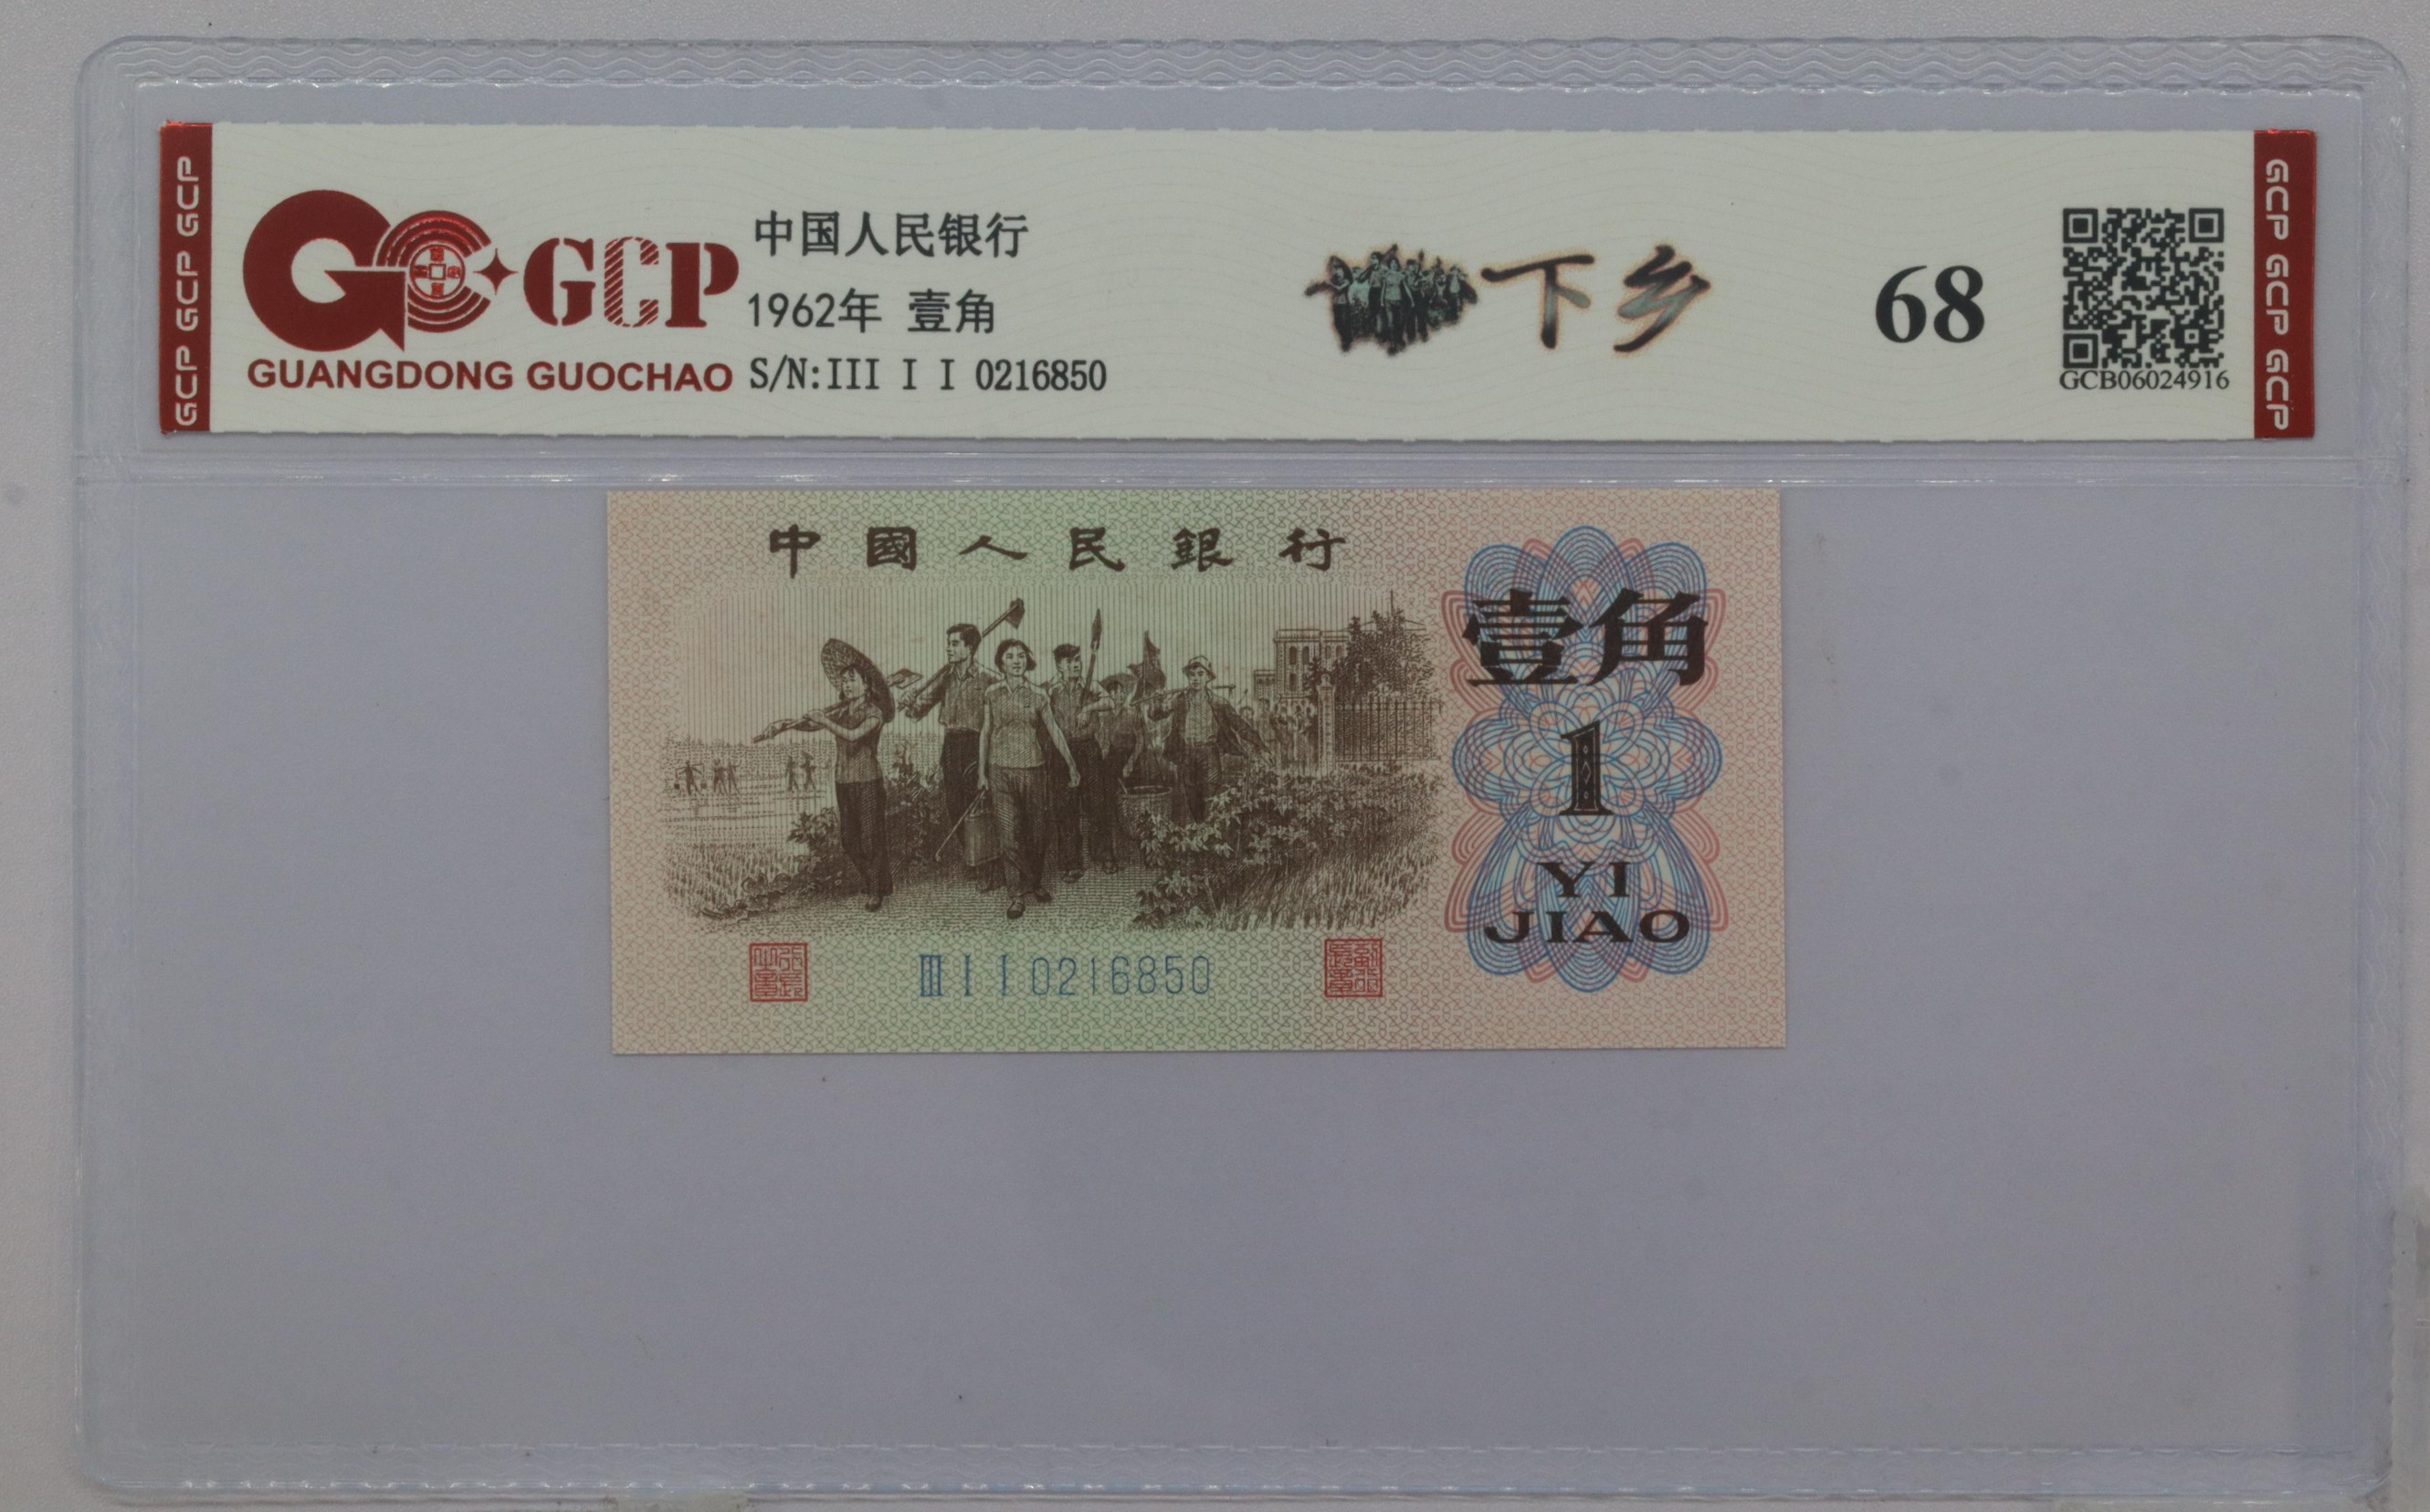 GCP GCP GCP
GCP
GUANGDONG GUOCHAO
中国人民银行
1962年 壹角
S/N:III I I 0216850
下乡
68
GCB06024916
GCP GCP GCP
中國人民銀行
壹角
1
YI
JIAO
III I I 0216850